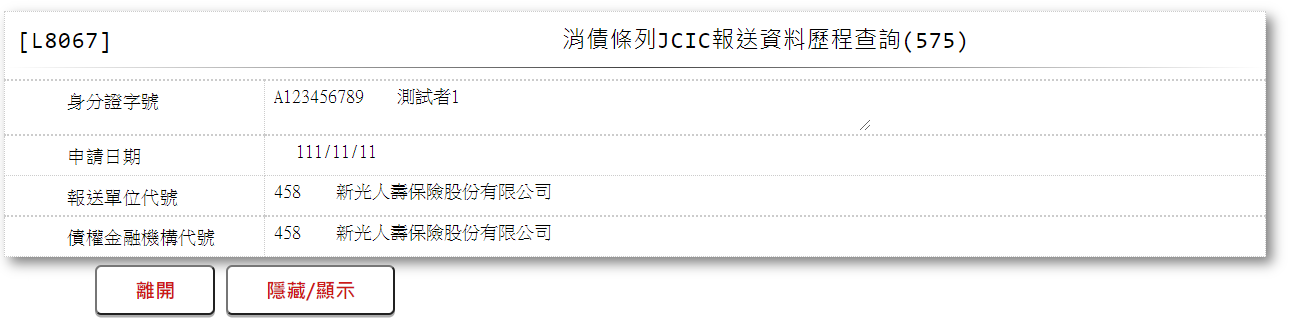 [L8067] 消債條列JCIC報送資料歷程查詢(575)
身分證字號 A123456789 測試者1
申請日期 111/11/11
報送單位代號 458 新光人壽保險股份有限公司
債權金融機構代號 458 新光人壽保險股份有限公司
離開 隱藏/顯示